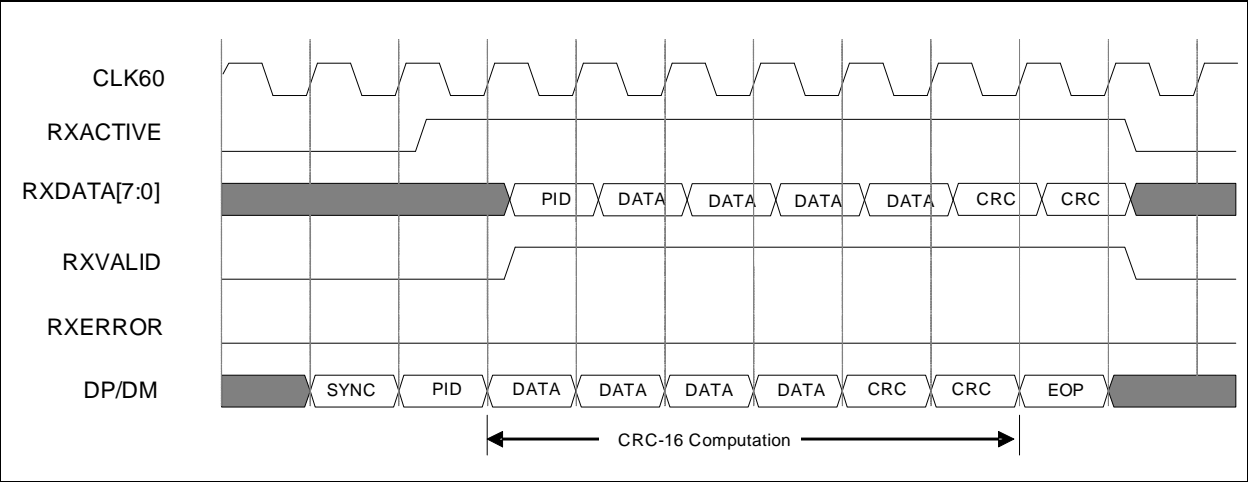 CLK60
RXACTIVE
RXDATA[7:0]
PID DATA DATA DATA DATA CRC CRC
RXVALID
RXERROR
DP/DM
SYNC PID DATA DATA DATA DATA CRC CRC EOP
CRC-16 Computation